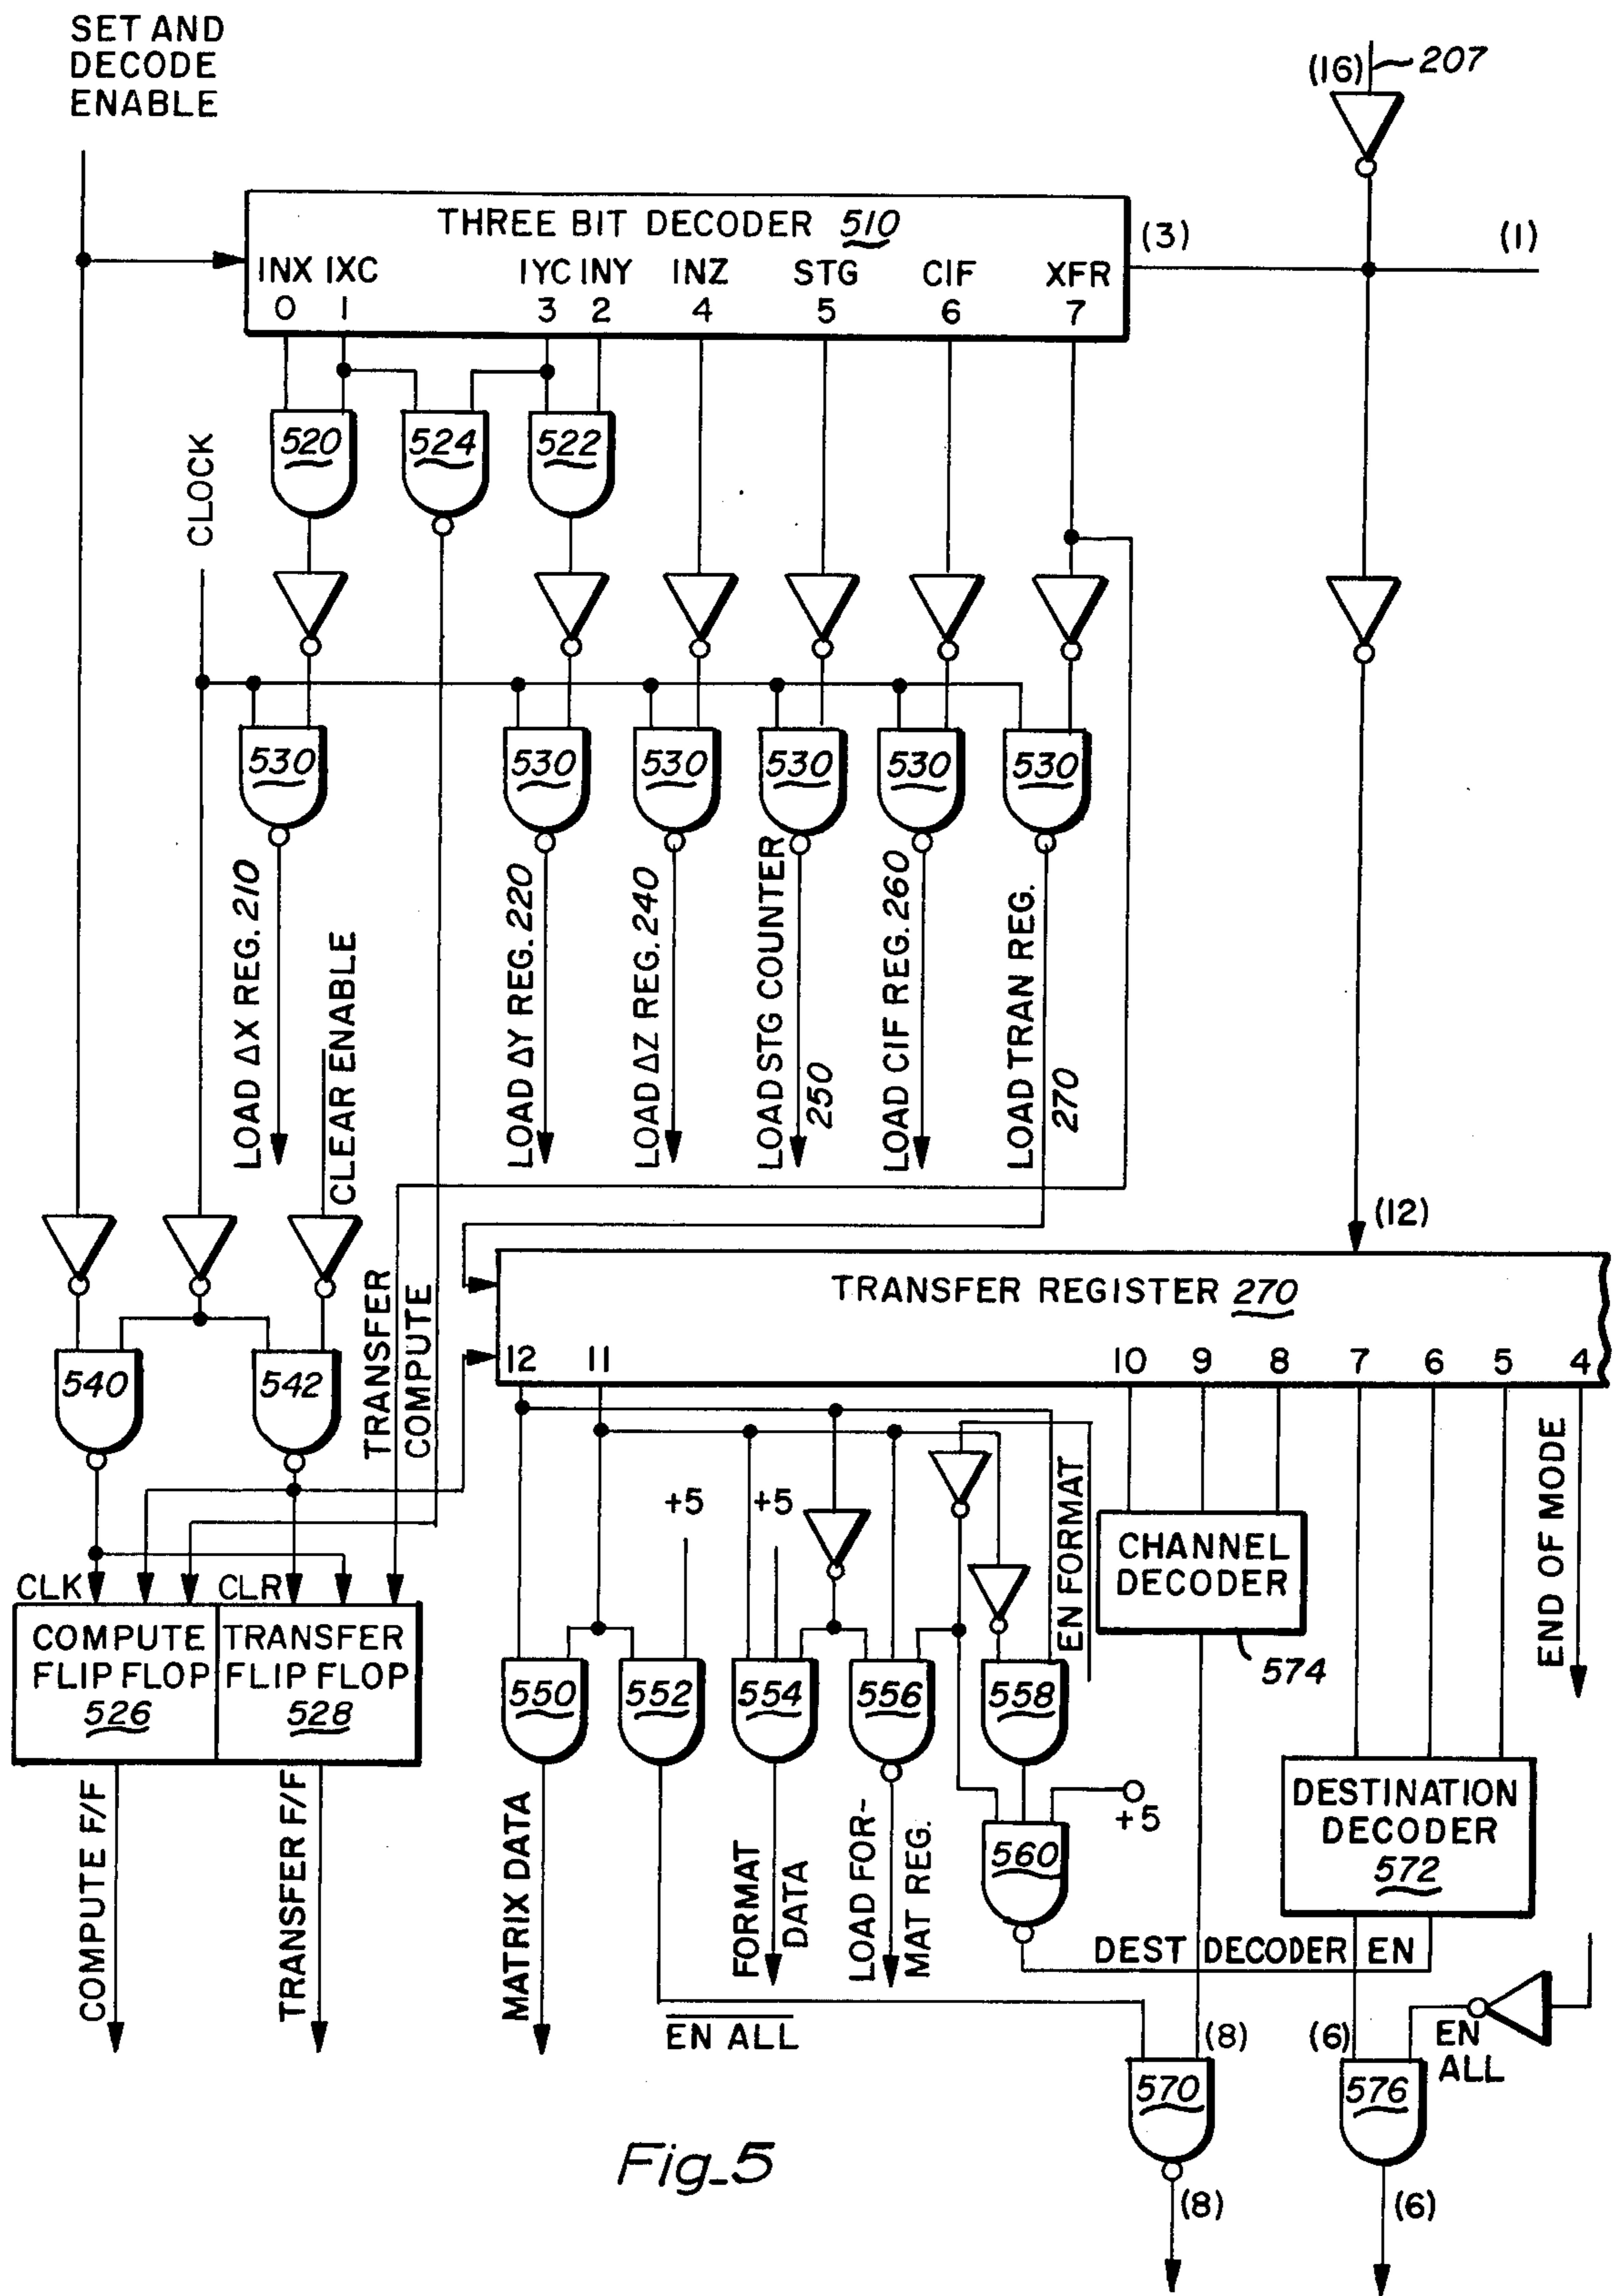 SET AND
DECODE
ENABLE
(16)
207
THREE BIT DECODER 510
(3)
(1)
INX IXC IYC INY INZ STG CIF XFR
0 1 3 2 4 5 6 7
520
524
522
CLOCK
530
530
530
530
530
530
LOAD ΔX REG. 210
CLEAR ENABLE
LOAD ΔY REG. 220
LOAD ΔZ REG. 240
LOAD STG COUNTER
250
LOAD CIF REG. 260
LOAD TRAN REG.
270
(12)
TRANSFER REGISTER 270
12 11 10 9 8 7 6 5 4
540
542
TRANSFER
COMPUTE
+5
+5
EN FORMAT
CHANNEL
DECODER
574
END OF MODE
CLK
CLR
COMPUTE
FLIP FLOP
526
TRANSFER
FLIP FLOP
528
550
552
554
556
558
+5
560
DESTINATION
DECODER
572
COMPUTE F/F
TRANSFER F/F
MATRIX DATA
FORMAT
DATA
LOAD FOR-
MAT REG.
DEST DECODER EN
EN ALL
(8)
(6)
EN
ALL
570
576
(8)
(6)
Fig_5